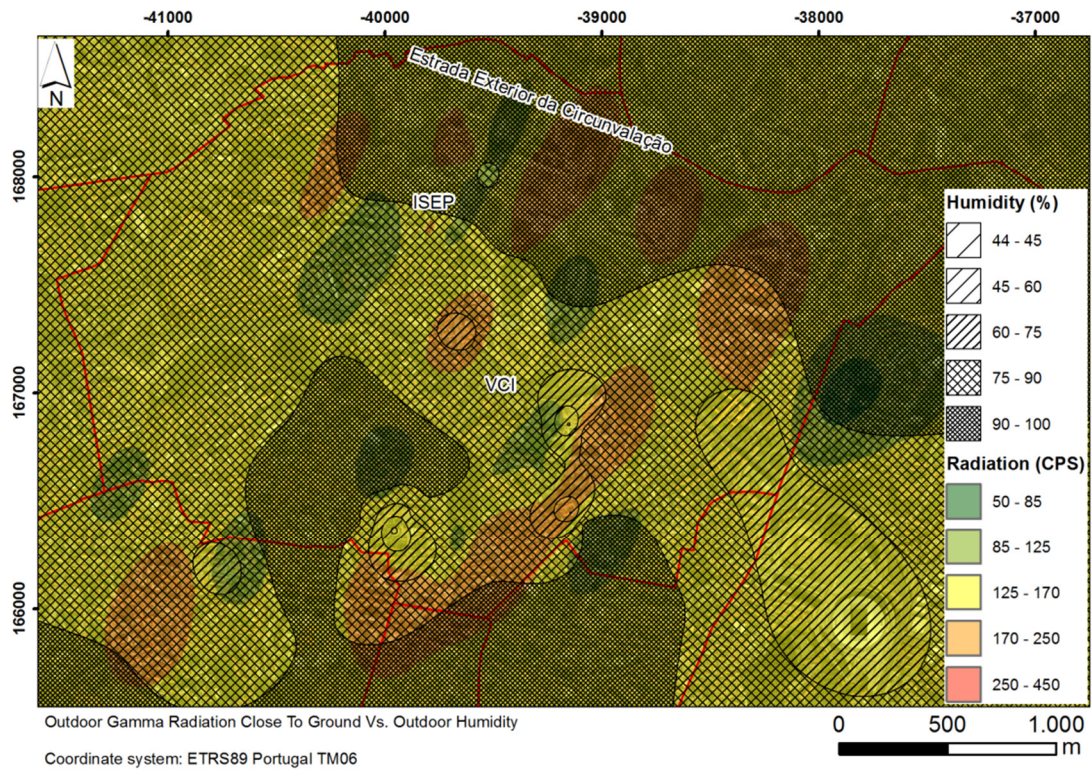 -41000 -40000 -39000 -38000 -37000
N
168000
167000
166000
Estrada Exterior da Circunvalação
ISEP
VCI
Humidity (%)
44 - 45
45 - 60
60 - 75
75 - 90
90 - 100
Radiation (CPS)
50 - 85
85 - 125
125 - 170
170 - 250
250 - 450
Outdoor Gamma Radiation Close To Ground Vs. Outdoor Humidity
Coordinate system: ETRS89 Portugal TM06
0 500 1.000
m